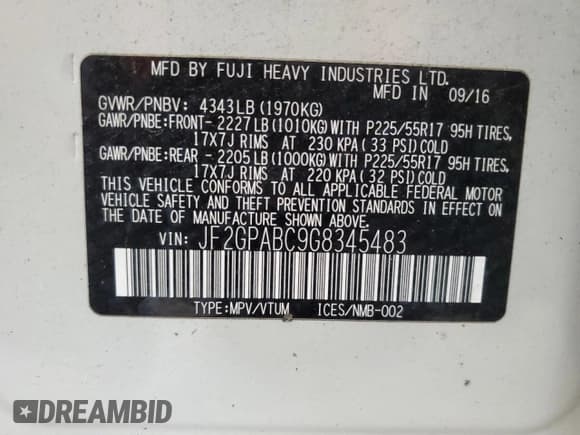 MFD BY FUJI HEAVY INDUSTRIES LTD.
MADE IN 09/16
GVWR/PNBV: 4343LB(1970KG)
GAWR/PNBE:FRONT-2227LB(1010KG)WITH P225/55R17 95H TIRES,
17X7J RIMS AT 230 KPA( 33 PSI)COLD
GAWR/PNBE:REAR -2205LB(1000KG)WITH P225/55R17 95H TIRES,
17X7J RIMS AT 220 KPA( 32 PSI)COLD
THIS VEHICLE CONFORMS TO ALL APPLICABLE FEDERAL MOTOR
VEHICLE SAFETY AND THEFT PREVENTION STANDARDS IN EFFECT
ON THE DATE OF MANUFACTURE SHOWN ABOVE.
VIN: JF2GPABC9G8345483
TYPE:MPV/VTUM ICES/NMB-002
DREAMBID